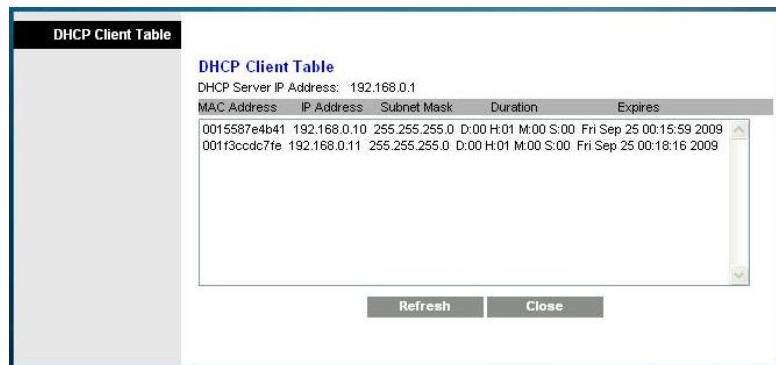 DHCP Client Table
DHCP Client Table
DHCP Server IP Address: 192.168.0.1
MAC Address IP Address Subnet Mask Duration Expires
0015587e4b41 192.168.0.10 255.255.255.0 D:00 H:01 M:00 S:00 Fri Sep 25 00:15:59 2009
001f3ccdc7fe 192.168.0.11 255.255.255.0 D:00 H:01 M:00 S:00 Fri Sep 25 00:18:16 2009
Refresh Close